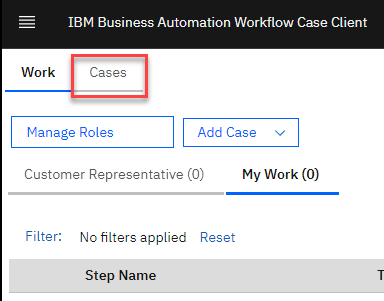 IBM Business Automation Workflow Case Client
Work Cases
Manage Roles Add Case
Customer Representative (0) My Work (0)
Filter: No filters applied Reset
Step Name